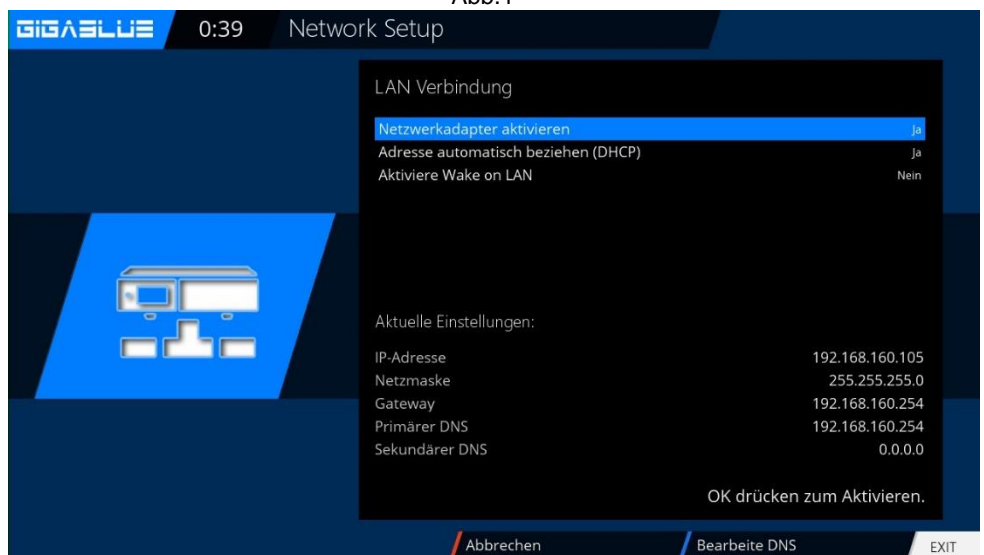 Abb.1
GIGABLUE 0:39 Network Setup
LAN Verbindung
Netzwerkadapter aktivieren Ja
Adresse automatisch beziehen (DHCP) Ja
Aktiviere Wake on LAN Nein
Aktuelle Einstellungen:
IP-Adresse 192.168.160.105
Netzmaske 255.255.255.0
Gateway 192.168.160.254
Primärer DNS 192.168.160.254
Sekundärer DNS 0.0.0.0
OK drücken zum Aktivieren.
Abbrechen Bearbeite DNS EXIT